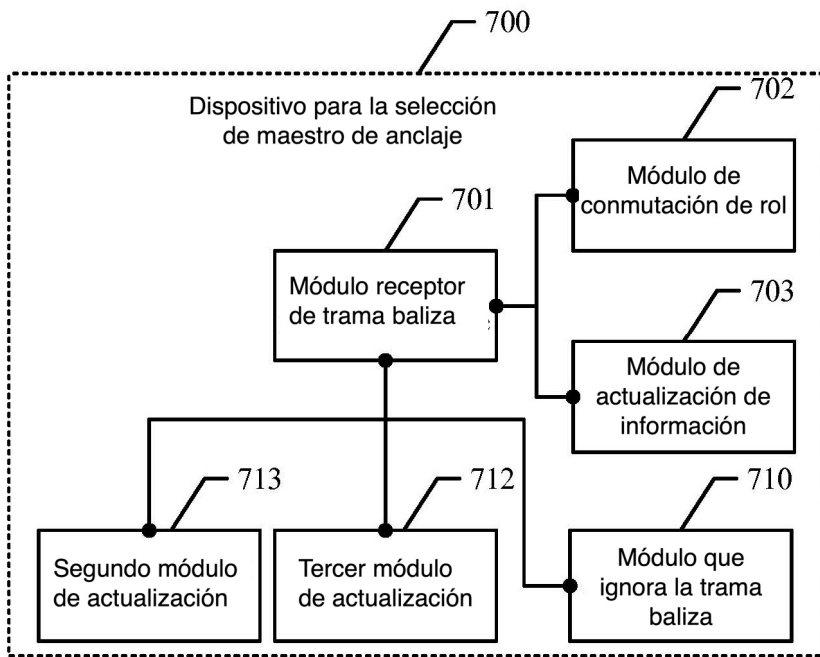 700
Dispositivo para la selección
de maestro de anclaje
702
Módulo de
conmutación de rol
701
Módulo receptor
de trama baliza
703
Módulo de
actualización de
información
713
Segundo módulo
de actualización
712
Tercer módulo
de actualización
710
Módulo que
ignora la trama
baliza